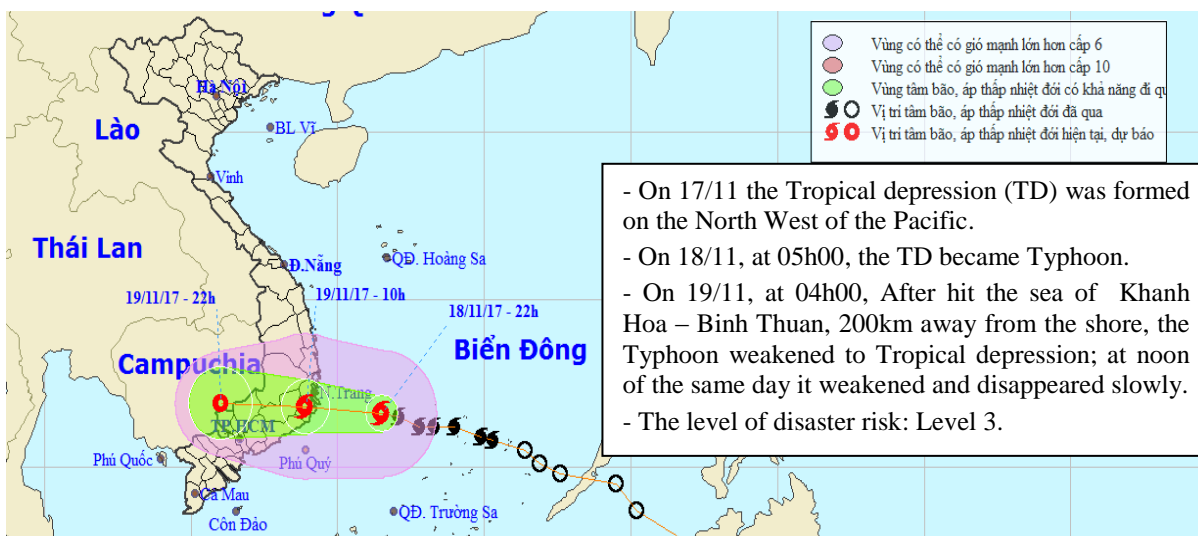 Vùng có thể có gió mạnh lớn hơn cấp 6
Vùng có thể có gió mạnh lớn hơn cấp 10
Vùng tâm bão, áp thấp nhiệt đới có khả năng đi qu
Vị trí tâm bão, áp thấp nhiệt đới đã qua
Vị trí tâm bão, áp thấp nhiệt đới hiện tại, dự báo
Hà Nội
Lào
BL Vĩ
Vinh
- On 17/11 the Tropical depression (TD) was formed
on the North West of the Pacific.
- On 18/11, at 05h00, the TD became Typhoon.
- On 19/11, at 04h00, After hit the sea of Khanh
Hoa – Binh Thuan, 200km away from the shore, the
Typhoon weakened to Tropical depression; at noon
of the same day it weakened and disappeared slowly.
- The level of disaster risk: Level 3.
Thái Lan
Đ.Nẵng
QĐ. Hoàng Sa
19/11/17 - 22h
19/11/17 - 10h
18/11/17 - 22h
Campuchia
Biển Đông
N.Trang
TP.HCM
Phú Quốc
Phú Quý
Cà Mau
Côn Đảo
QĐ. Trường Sa